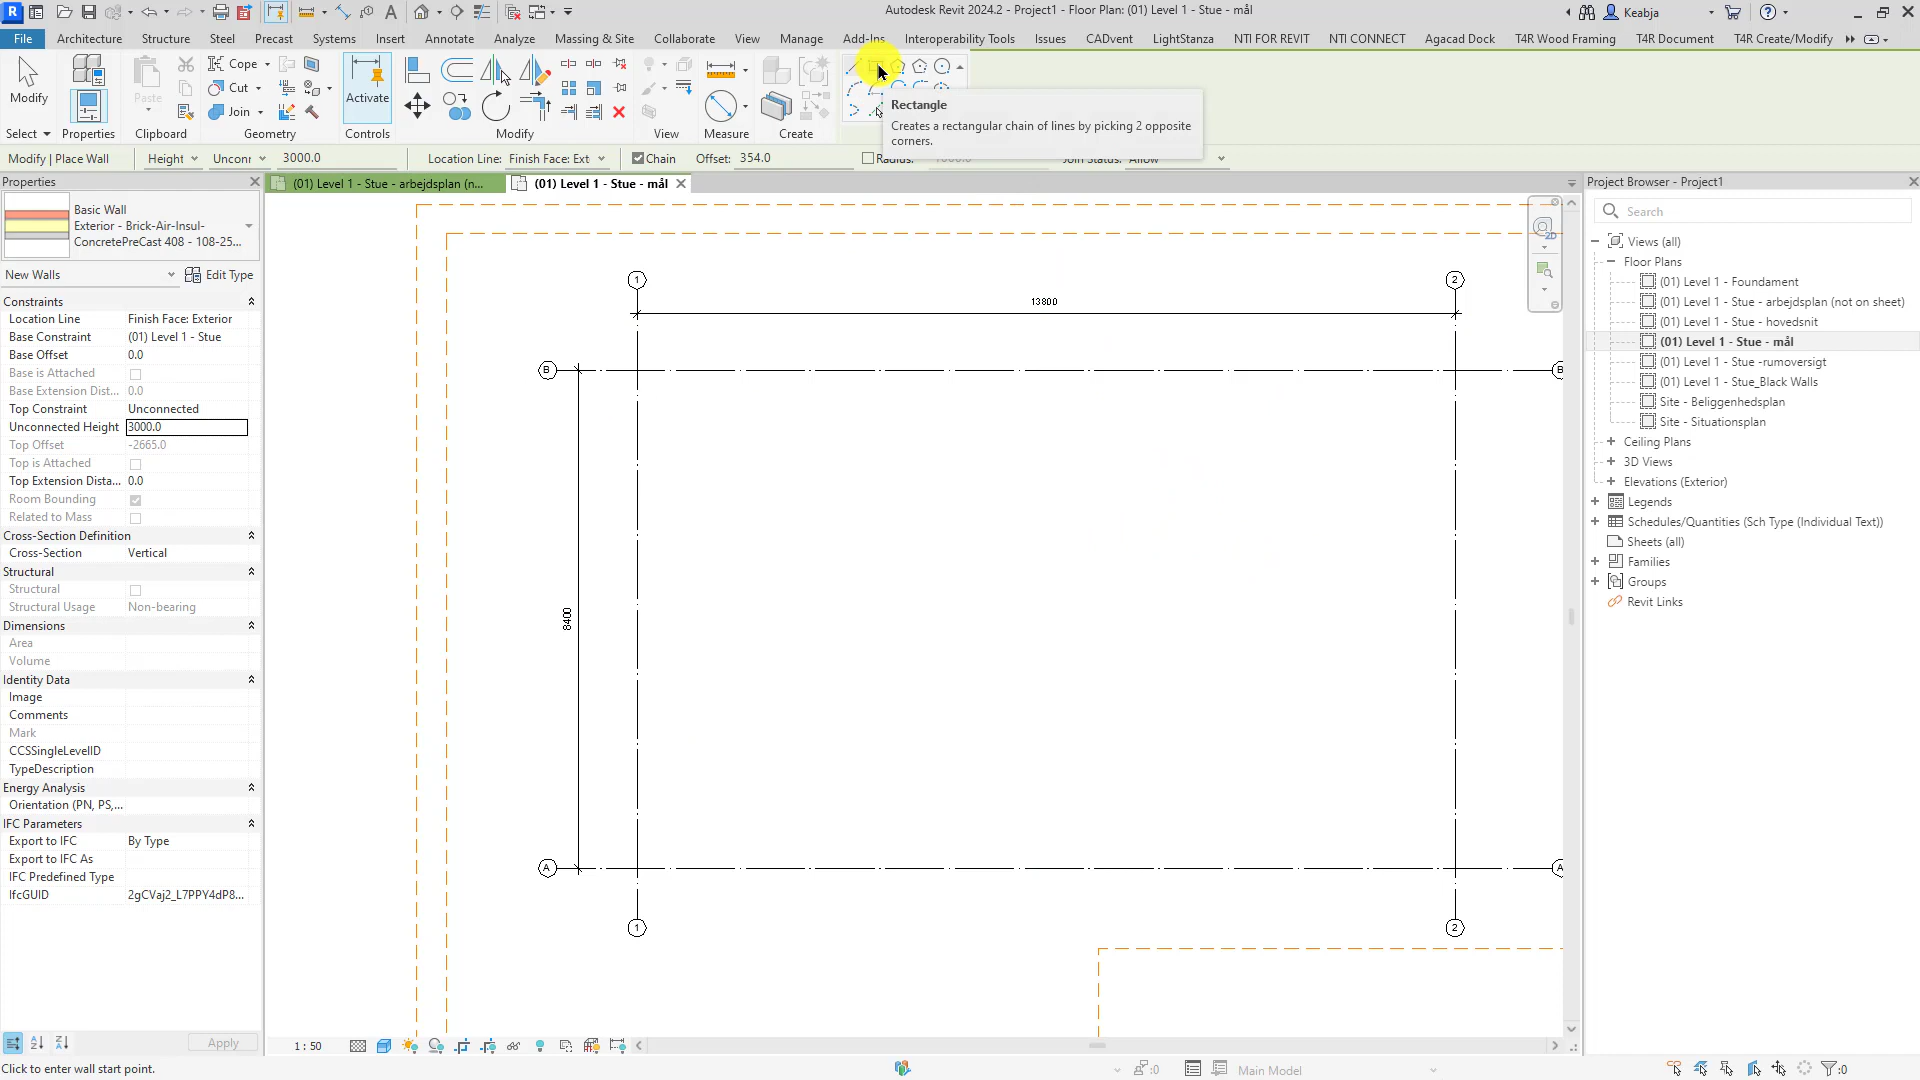 Autodesk Revit 2024.2 - Project1 - Floor Plan: (01) Level 1 - Stue - mål
Keabja
File
Architecture
Structure
Steel
Precast
Systems
Insert
Annotate
Analyze
Massing & Site
Collaborate
View
Manage
Add-Ins
Interoperability Tools
Issues
CADvent
LightStanza
NTI FOR REVIT
NTI CONNECT
Agacad Dock
T4R Wood Framing
T4R Document
T4R Create/Modify
Modify
Paste
Cope
Cut
Join
Activate
Select
Properties
Clipboard
Geometry
Controls
Modify
View
Measure
Create
Rectangle
Creates a rectangular chain of lines by picking 2 opposite
corners.
Modify | Place Wall
Height
Uncon
3000.0
Location Line: Finish Face: Ext
Chain
Offset: 354.0
Radius:
Join Status: Allow
Properties
(01) Level 1 - Stue - arbejdsplan (n...
(01) Level 1 - Stue - mål
Project Browser - Project1
Basic Wall
Exterior - Brick-Air-Insul-
ConcretePreCast 408 - 108-25...
New Walls
Edit Type
Constraints
Location Line Finish Face: Exterior
Base Constraint (01) Level 1 - Stue
Base Offset 0.0
Base is Attached
Base Extension Dist... 0.0
Top Constraint Unconnected
Unconnected Height 3000.0
Top Offset -2665.0
Top is Attached
Top Extension Dista... 0.0
Room Bounding
Related to Mass
Cross-Section Definition
Cross-Section Vertical
Structural
Structural
Structural Usage Non-bearing
Dimensions
Area
Volume
Identity Data
Image
Comments
Mark
CCSSingleLevelID
TypeDescription
Energy Analysis
Orientation (PN, PS,...
IFC Parameters
Export to IFC By Type
Export to IFC As
IFC Predefined Type
IfcGUID 2gCVaj2_L7PPY4dP8...
Apply
1
2
13800
B
B
8400
A
A
1
2
2D
Search
Views (all)
Floor Plans
(01) Level 1 - Foundament
(01) Level 1 - Stue - arbejdsplan (not on sheet)
(01) Level 1 - Stue - hovedsnit
(01) Level 1 - Stue - mål
(01) Level 1 - Stue -rumoversigt
(01) Level 1 - Stue_Black Walls
Site - Beliggenhedsplan
Site - Situationsplan
Ceiling Plans
3D Views
Elevations (Exterior)
Legends
Schedules/Quantities (Sch Type (Individual Text))
Sheets (all)
Families
Groups
Revit Links
1 : 50
Click to enter wall start point.
:0
Main Model
:0